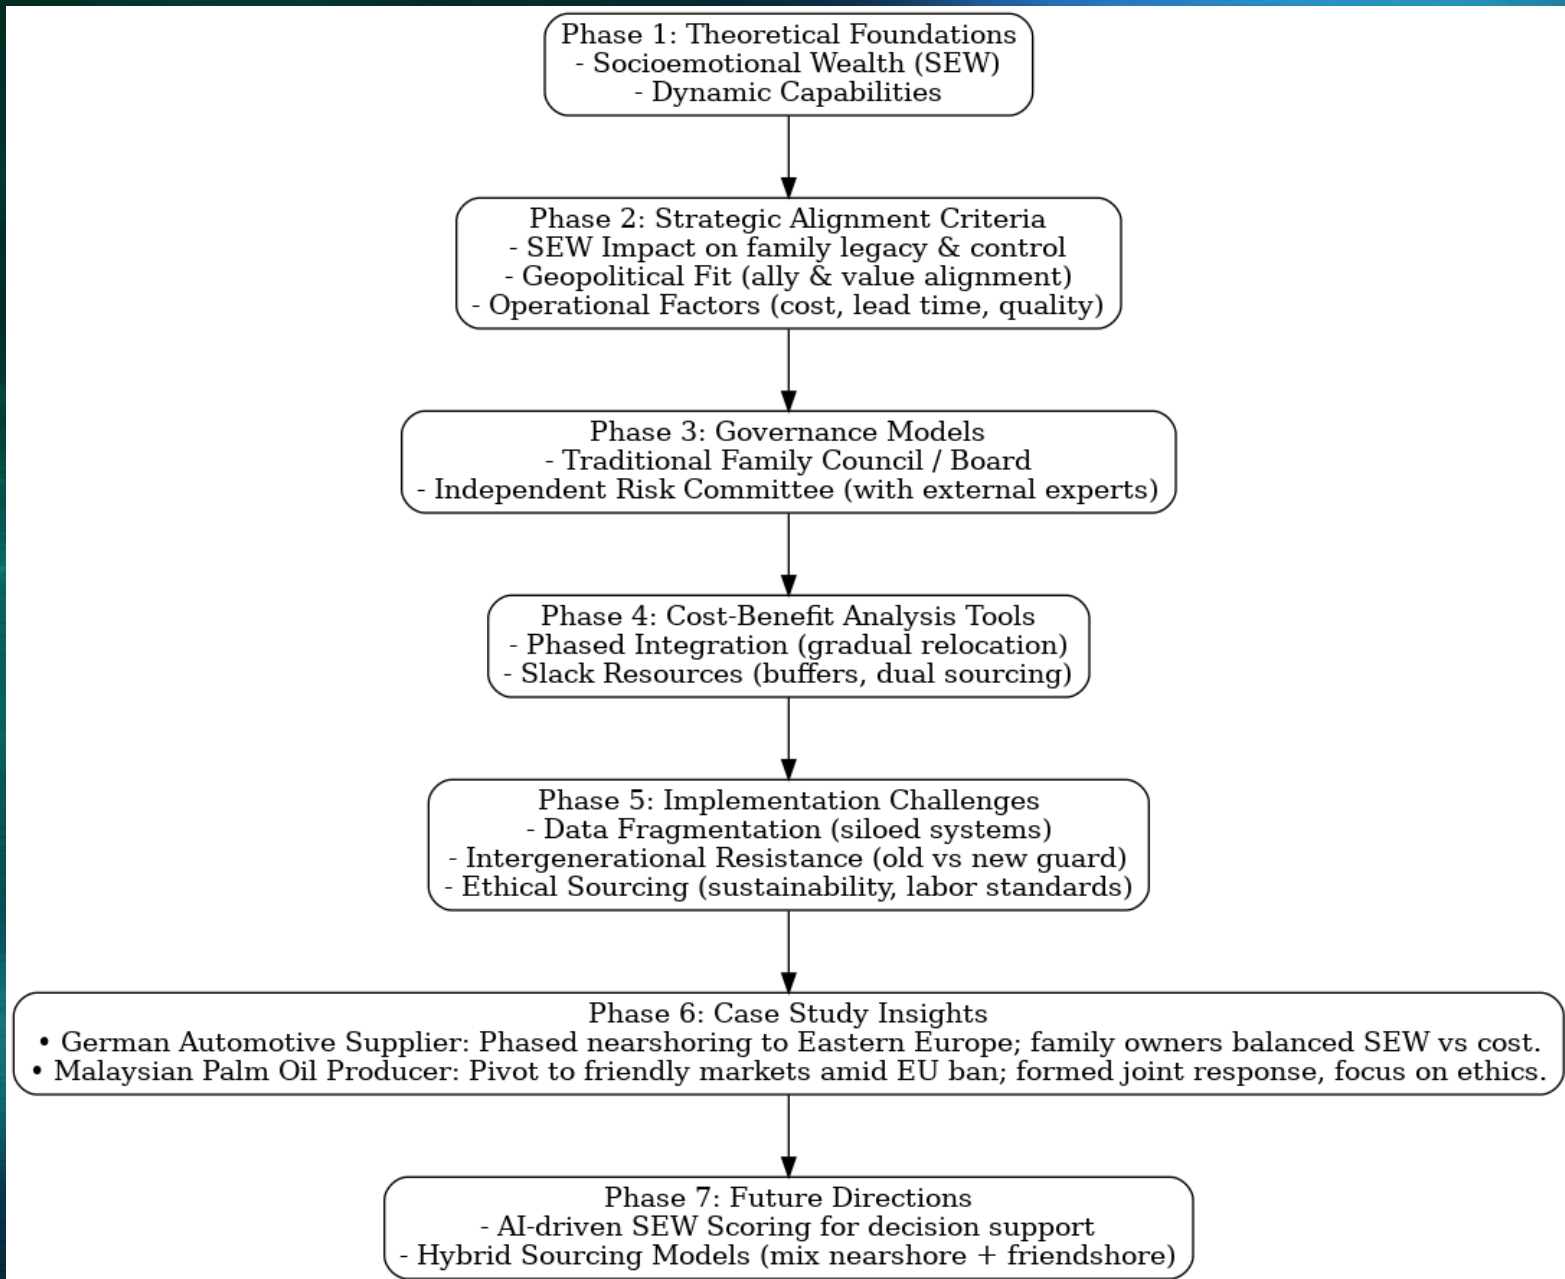 Phase 1: Theoretical Foundations
- Socioemotional Wealth (SEW)
- Dynamic Capabilities
Phase 2: Strategic Alignment Criteria
- SEW Impact on family legacy & control
- Geopolitical Fit (ally & value alignment)
- Operational Factors (cost, lead time, quality)
Phase 3: Governance Models
- Traditional Family Council / Board
- Independent Risk Committee (with external experts)
Phase 4: Cost-Benefit Analysis Tools
- Phased Integration (gradual relocation)
- Slack Resources (buffers, dual sourcing)
Phase 5: Implementation Challenges
- Data Fragmentation (siloed systems)
- Intergenerational Resistance (old vs new guard)
- Ethical Sourcing (sustainability, labor standards)
Phase 6: Case Study Insights
• German Automotive Supplier: Phased nearshoring to Eastern Europe; family owners balanced SEW vs cost.
• Malaysian Palm Oil Producer: Pivot to friendly markets amid EU ban; formed joint response, focus on ethics.
Phase 7: Future Directions
- AI-driven SEW Scoring for decision support
- Hybrid Sourcing Models (mix nearshore + friendshore)